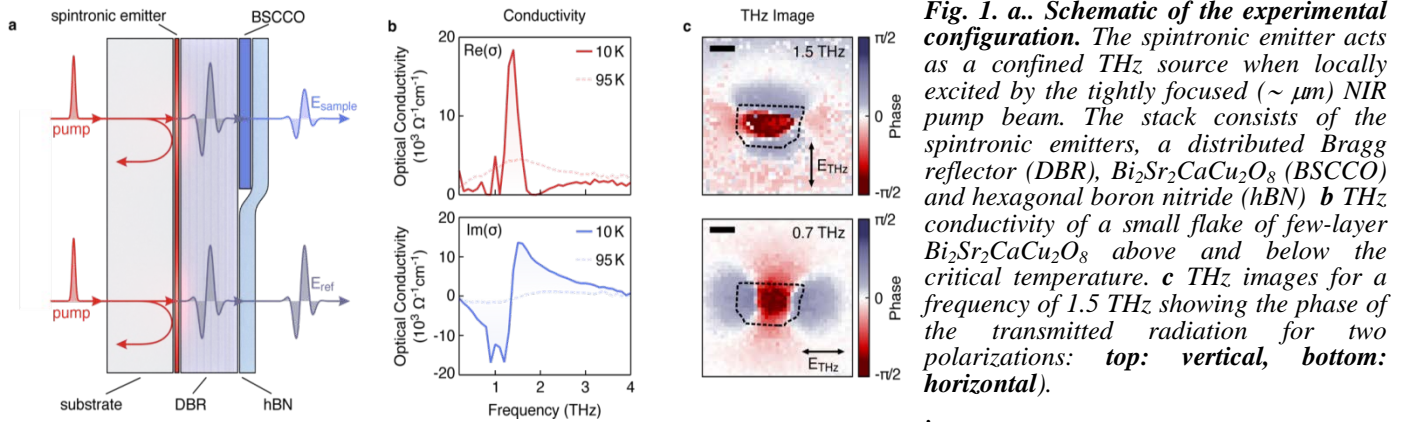 a
spintronic emitter
BSCCO
pump
E_sample
pump
E_ref
substrate
DBR
hBN
b
Conductivity
Optical Conductivity
(10³ Ω⁻¹cm⁻¹)
20
10
0
Re(σ)
10 K
95 K
Optical Conductivity
(10³ Ω⁻¹cm⁻¹)
20
10
0
-10
-20
Im(σ)
10 K
95 K
1 2 3 4
Frequency (THz)
c
THz Image
1.5 THz
E_THz
π/2
0
-π/2
Phase
0.7 THz
E_THz
π/2
0
-π/2
Phase
Fig. 1. a.. Schematic of the experimental
configuration. The spintronic emitter acts
as a confined THz source when locally
excited by the tightly focused (~ μm) NIR
pump beam. The stack consists of the
spintronic emitters, a distributed Bragg
reflector (DBR), Bi₂Sr₂CaCu₂O₈ (BSCCO)
and hexagonal boron nitride (hBN) b THz
conductivity of a small flake of few-layer
Bi₂Sr₂CaCu₂O₈ above and below the
critical temperature. c THz images for a
frequency of 1.5 THz showing the phase of
the transmitted radiation for two
polarizations: top: vertical, bottom:
horizontal).
.